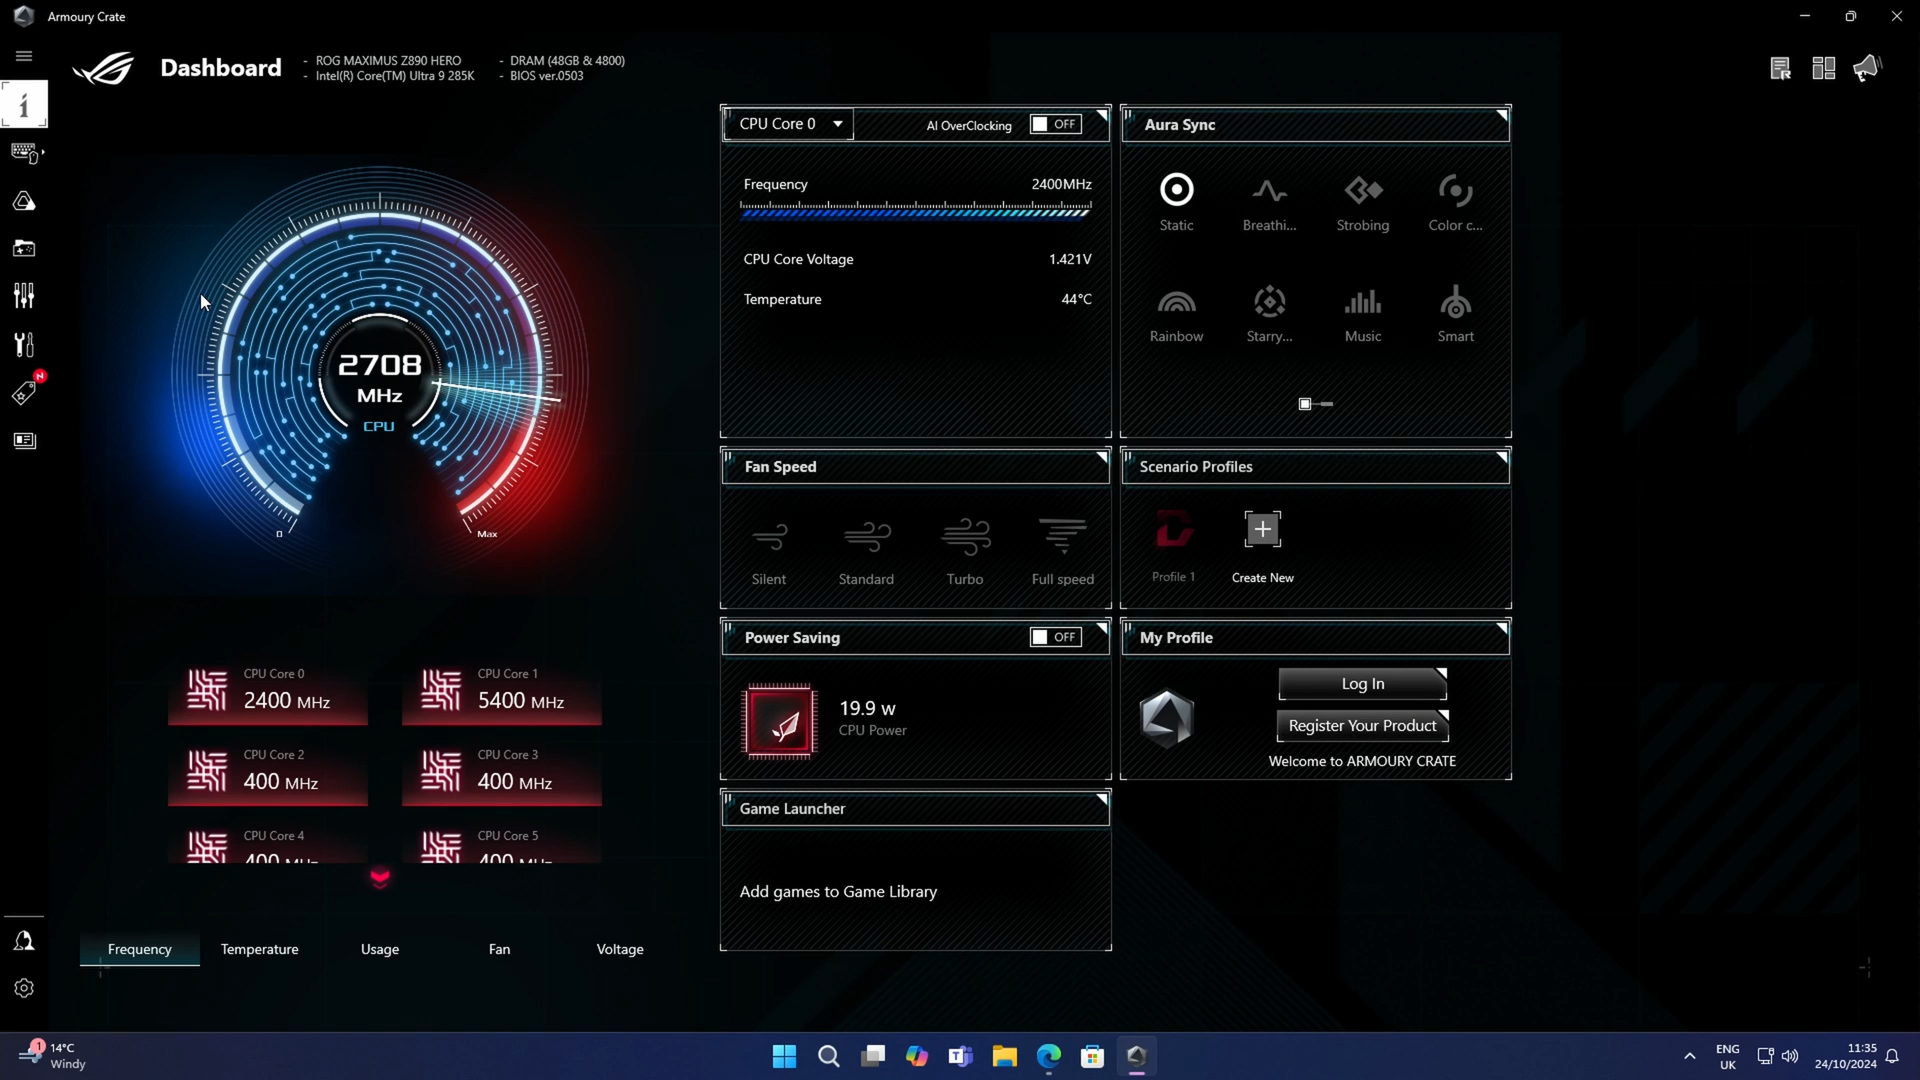 Armoury Crate
Dashboard
- ROG MAXIMUS Z890 HERO
- Intel(R) Core(TM) Ultra 9 285K
- DRAM (48GB & 4800)
- BIOS ver.0503
2708
MHz
CPU
0
Max
CPU Core 0
2400 MHz
CPU Core 1
5400 MHz
CPU Core 2
400 MHz
CPU Core 3
400 MHz
CPU Core 4
400 MHz
CPU Core 5
400 MHz
Frequency
Temperature
Usage
Fan
Voltage
CPU Core 0
AI OverClocking
OFF
Frequency
2400MHz
CPU Core Voltage
1.421V
Temperature
44°C
Aura Sync
Static
Breathi...
Strobing
Color c...
Rainbow
Starry...
Music
Smart
Fan Speed
Silent
Standard
Turbo
Full speed
Scenario Profiles
Profile 1
Create New
Power Saving
OFF
19.9 w
CPU Power
My Profile
Log In
Register Your Product
Welcome to ARMOURY CRATE
Game Launcher
Add games to Game Library
N
1
14°C
Windy
ENG
UK
11:35
24/10/2024